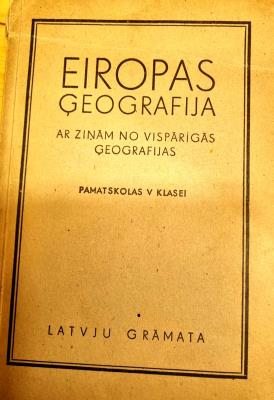 EIROPAS
ĢEOGRAFIJA
AR ZIŅĀM NO VISPĀRĪGĀS
ĢEOGRAFIJAS
PAMATSKOLAS V KLASEI
LATVJU GRĀMATA